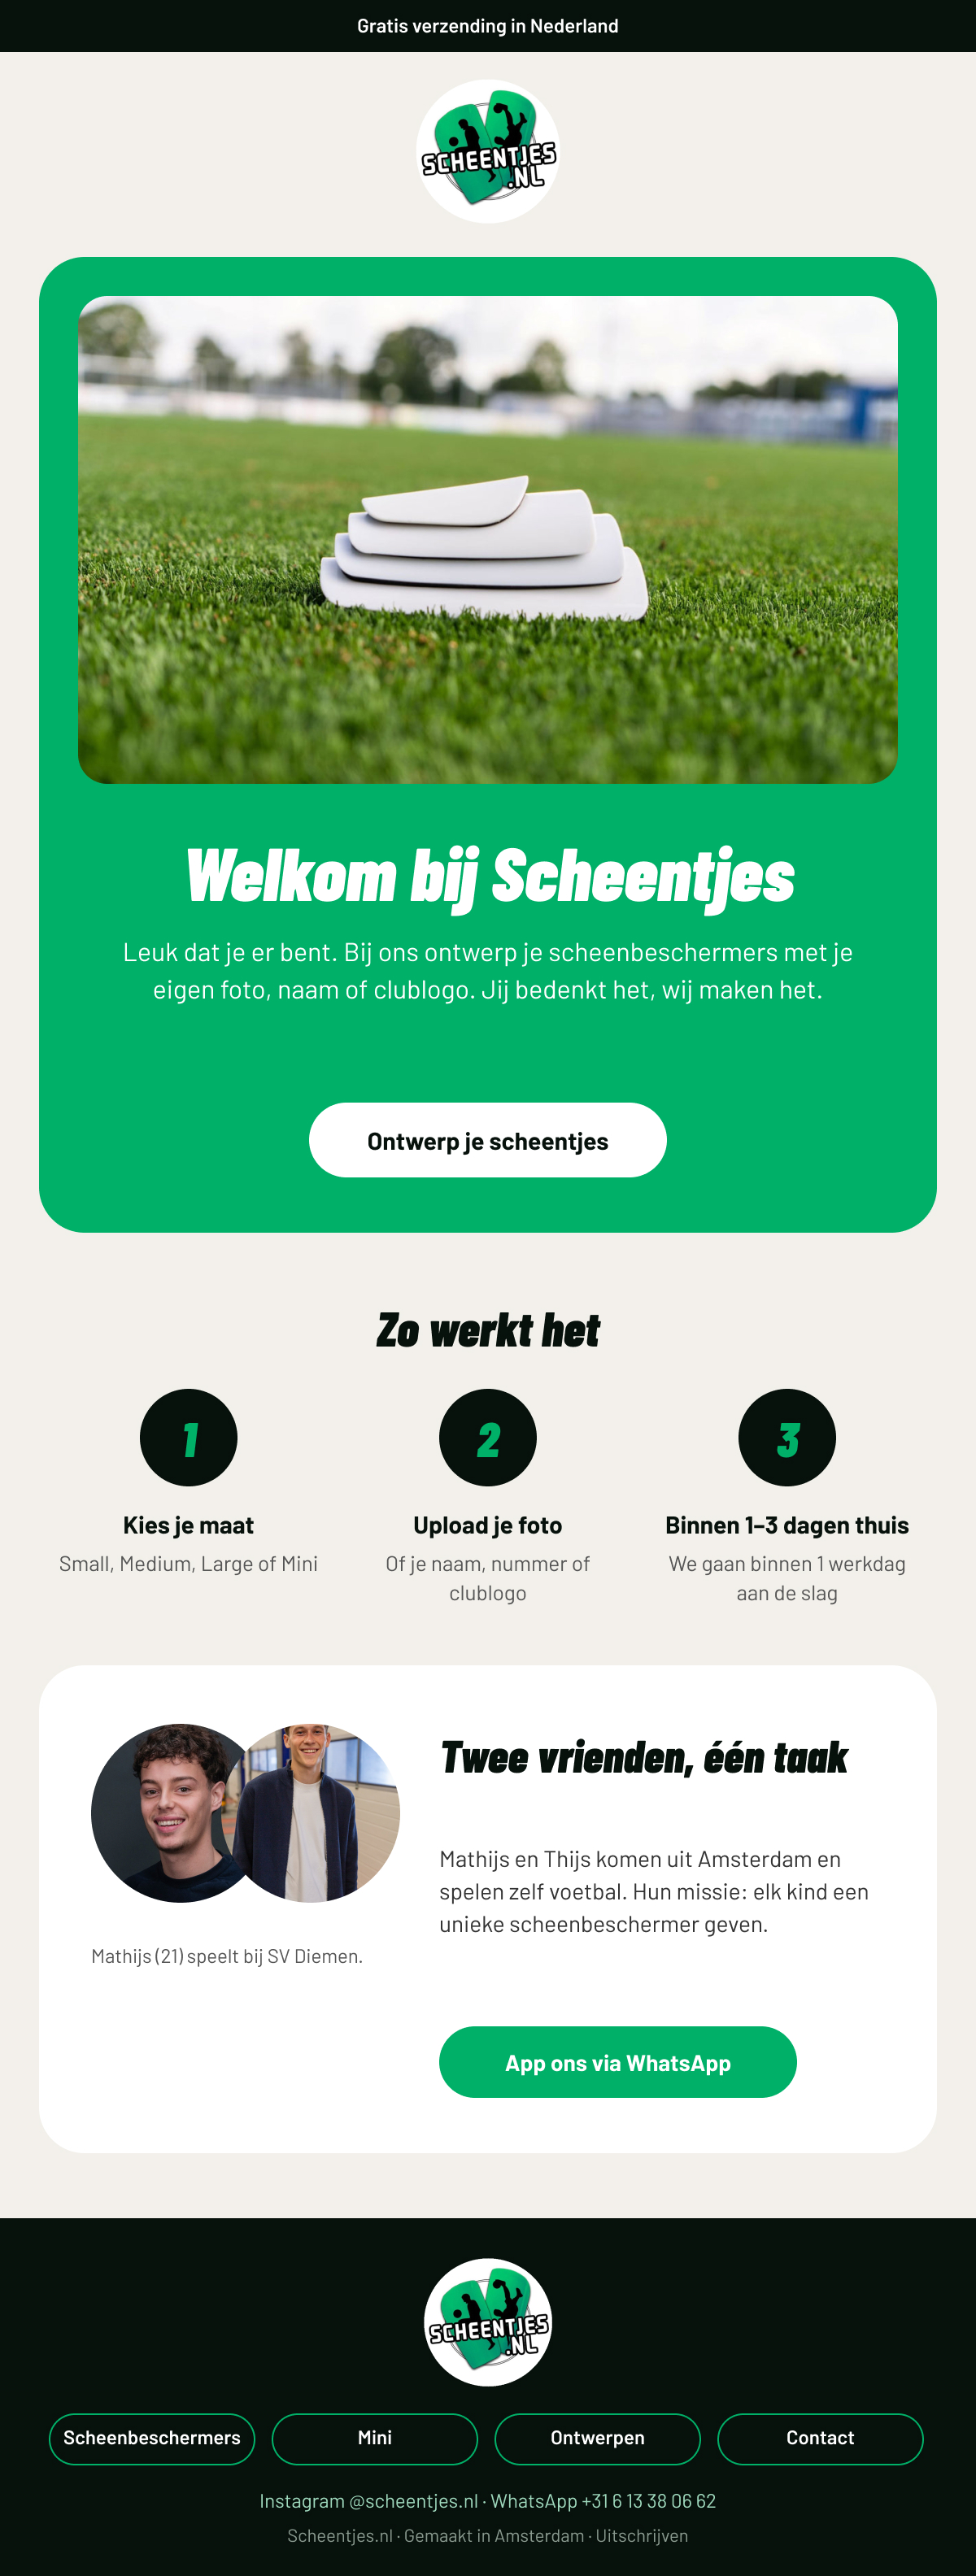 Gratis verzending in Nederland
SCHEENTJES
.NL
Welkom bij Scheentjes
Leuk dat je er bent. Bij ons ontwerp je scheenbeschermers met je
eigen foto, naam of clublogo. Jij bedenkt het, wij maken het.
Ontwerp je scheentjes
Zo werkt het
1
2
3
Kies je maat
Upload je foto
Binnen 1–3 dagen thuis
Small, Medium, Large of Mini
Of je naam, nummer of
clublogo
We gaan binnen 1 werkdag
aan de slag
Twee vrienden, één taak
Mathijs en Thijs komen uit Amsterdam en
spelen zelf voetbal. Hun missie: elk kind een
unieke scheenbeschermer geven.
Mathijs (21) speelt bij SV Diemen.
App ons via WhatsApp
SCHEENTJES
.NL
Scheenbeschermers
Mini
Ontwerpen
Contact
Instagram @scheentjes.nl · WhatsApp +31 6 13 38 06 62
Scheentjes.nl · Gemaakt in Amsterdam · Uitschrijven